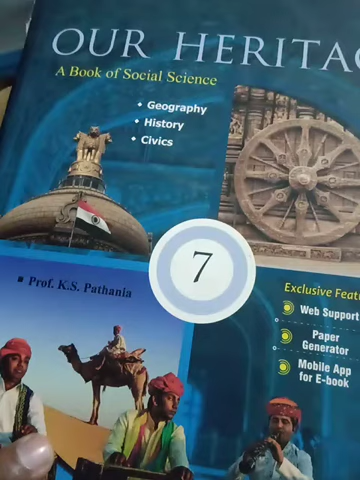 OUR HERITAG
A Book of Social Science
• Geography
• History
• Civics
7
▪ Prof. K.S. Pathania
Exclusive Feat
Web Support
Paper
Generator
Mobile App
for E-book